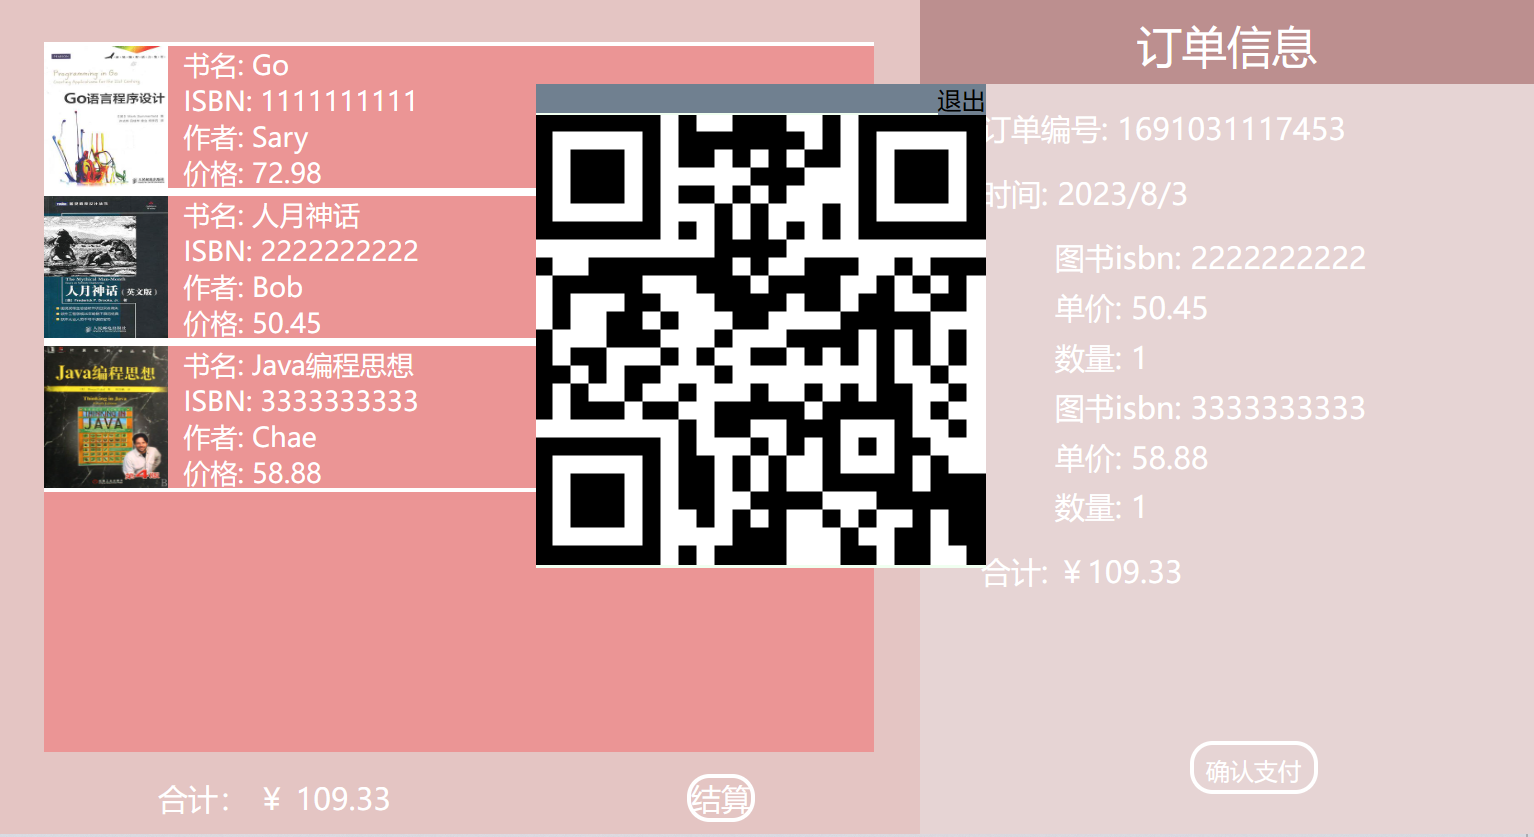 Programming in Go
Go语言程序设计
书名: Go
ISBN: 1111111111
作者: Sary
价格: 72.98
The Mythical Man-Month
人月神话(英文版)
书名: 人月神话
ISBN: 2222222222
作者: Bob
价格: 50.45
Java编程思想
Thinking in Java
JAVA
书名: Java编程思想
ISBN: 3333333333
作者: Chae
价格: 58.88
合计: ¥ 109.33
结算
退出
订单信息
订单编号: 1691031117453
时间: 2023/8/3
图书isbn: 2222222222
单价: 50.45
数量: 1
图书isbn: 3333333333
单价: 58.88
数量: 1
合计: ¥109.33
确认支付